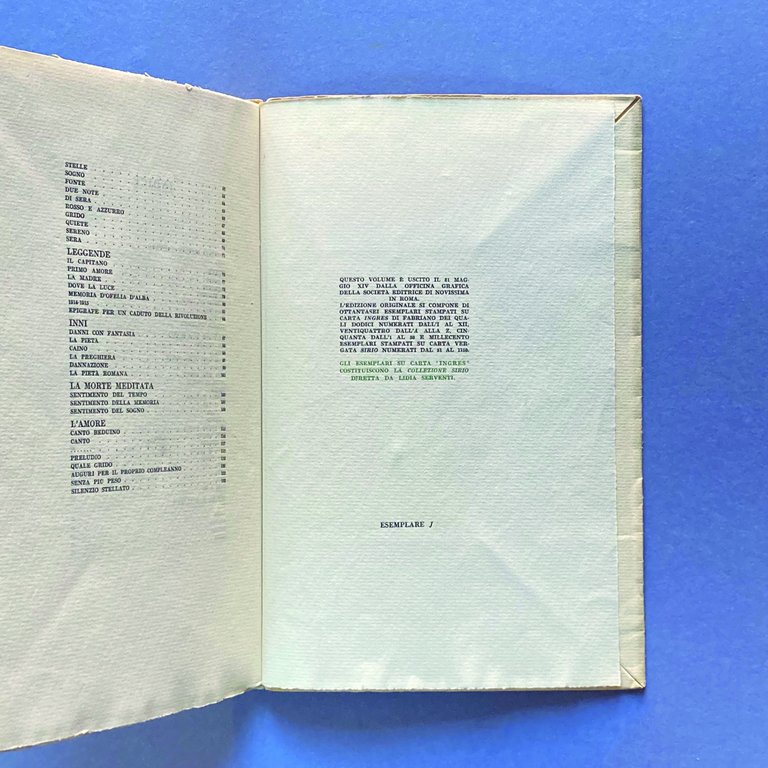 STELLE
SOGNO
FONTE
DUE NOTE
DI SERA
ROSSO E AZZURRO
GRIDO
QUIETE
SERENO
SERA
LEGGENDE
IL CAPITANO
PRIMO AMORE
LA MADRE
DOVE LA LUCE
MEMORIA D'OFELIA D'ALBA
1914-1915
EPIGRAFE PER UN CADUTO DELLA RIVOLUZIONE
INNI
DANNI CON FANTASIA
LA PIETÀ
CAINO
LA PREGHIERA
DANNAZIONE
LA PIETÀ ROMANA
LA MORTE MEDITATA
SENTIMENTO DEL TEMPO
SENTIMENTO DELLA MEMORIA
SENTIMENTO DEL SOGNO
L'AMORE
CANTO BEDUINO
CANTO
PRELUDIO
QUALE GRIDO
AUGURI PER IL PROPRIO COMPLEANNO
SENZA PIÙ PESO
SILENZIO STELLATO
QUESTO VOLUME È USCITO IL 21 MAG
GIO XIV DALLA OFFICINA GRAFICA
DELLA SOCIETÀ EDITRICE DI NOVISSIMA
IN ROMA.
L'EDIZIONE ORIGINALE SI COMPONE DI
OTTANTASEI ESEMPLARI STAMPATI SU
CARTA INGRES DI FABRIANO DEI QUA
LI DODICI NUMERATI DALL'I AL XII,
VENTIQUATTRO DALL'A ALLA Z, CIN
QUANTA DALL'1 AL 50 E MILLECENTO
ESEMPLARI STAMPATI SU CARTA VER
GATA SIRIO NUMERATI DAL 51 AL 1150.
GLI ESEMPLARI SU CARTA "INGRES"
COSTITUISCONO LA COLLEZIONE SIRIO
DIRETTA DA LIDIA SERVENTI.
ESEMPLARE J